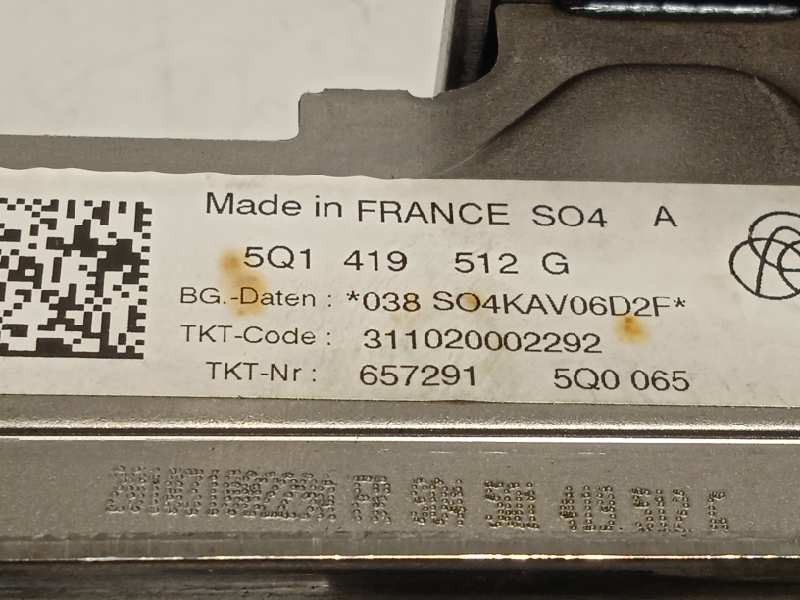 Made in FRANCE SO4 A
5Q1 419 512 G
BG.-Daten : *038 SO4KAV06D2F*
TKT-Code : 311020002292
TKT-Nr : 657291 5Q0 065